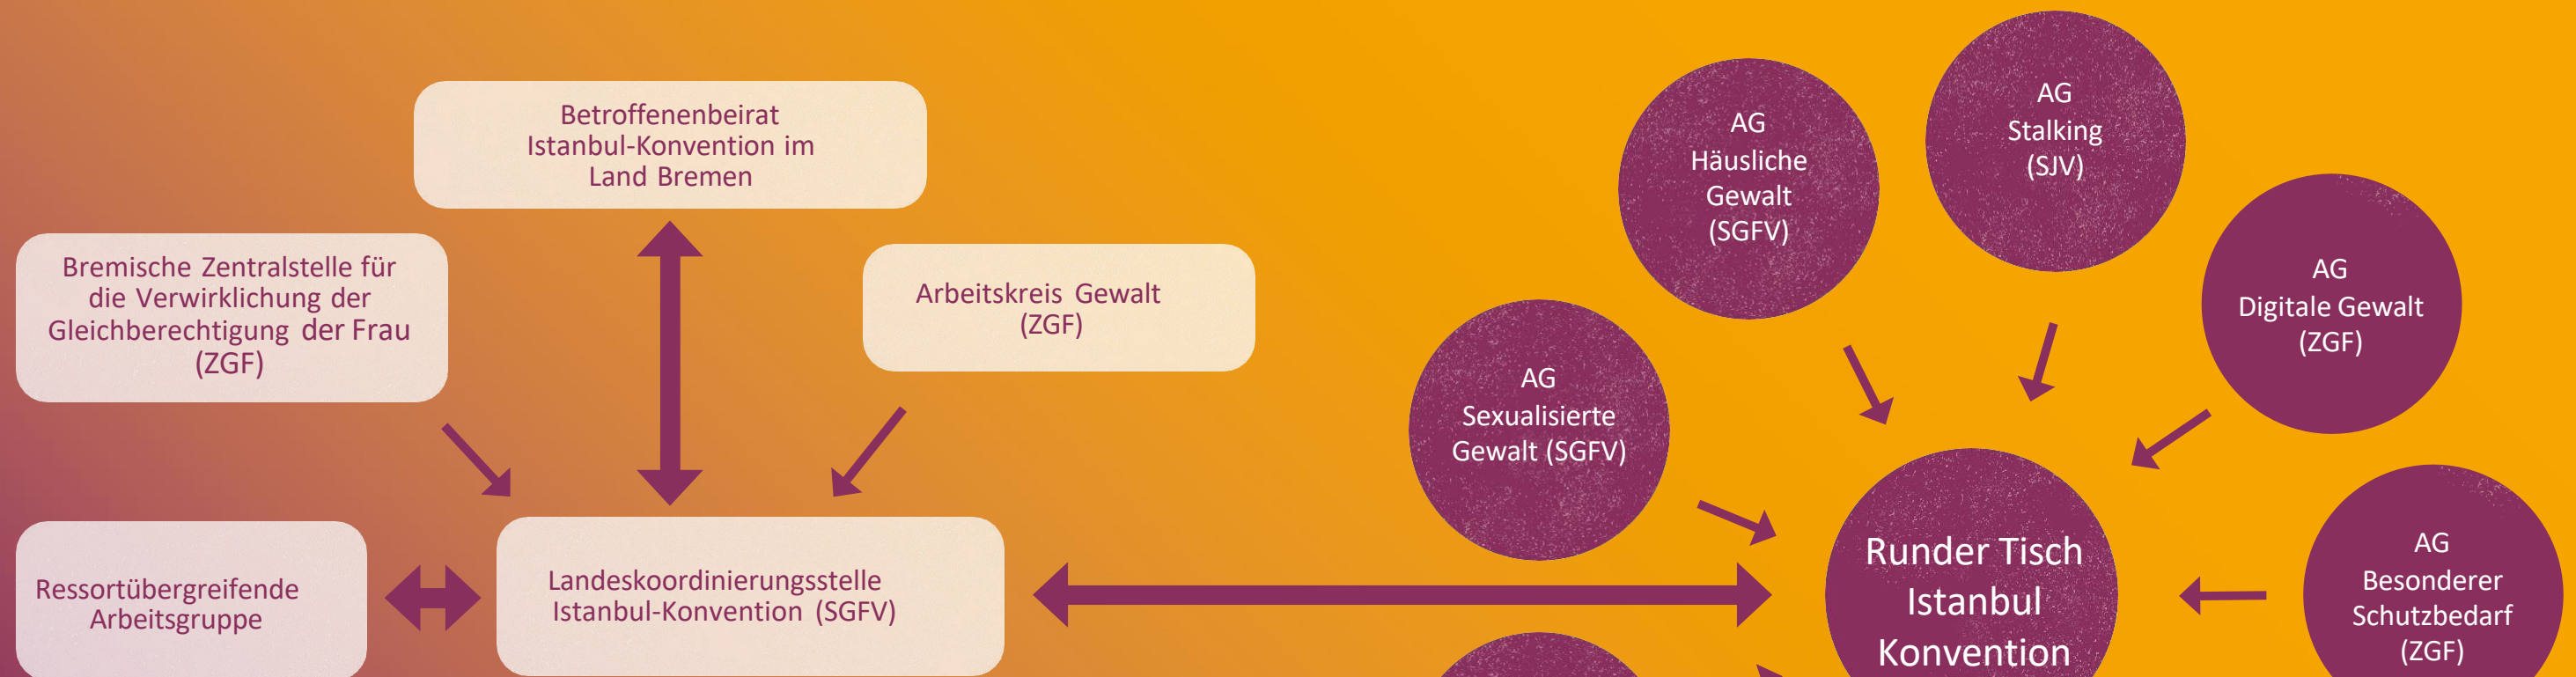 Betroffenenbeirat
Istanbul-Konvention im
Land Bremen
Bremische Zentralstelle für
die Verwirklichung der
Gleichberechtigung der Frau
(ZGF)
Arbeitskreis Gewalt
(ZGF)
Ressortübergreifende
Arbeitsgruppe
Landeskoordinierungsstelle
Istanbul-Konvention (SGFV)
AG
Sexualisierte
Gewalt (SGFV)
AG
Häusliche
Gewalt
(SGFV)
AG
Stalking
(SJV)
AG
Digitale Gewalt
(ZGF)
AG
Besonderer
Schutzbedarf
(ZGF)
Runder Tisch
Istanbul
Konvention